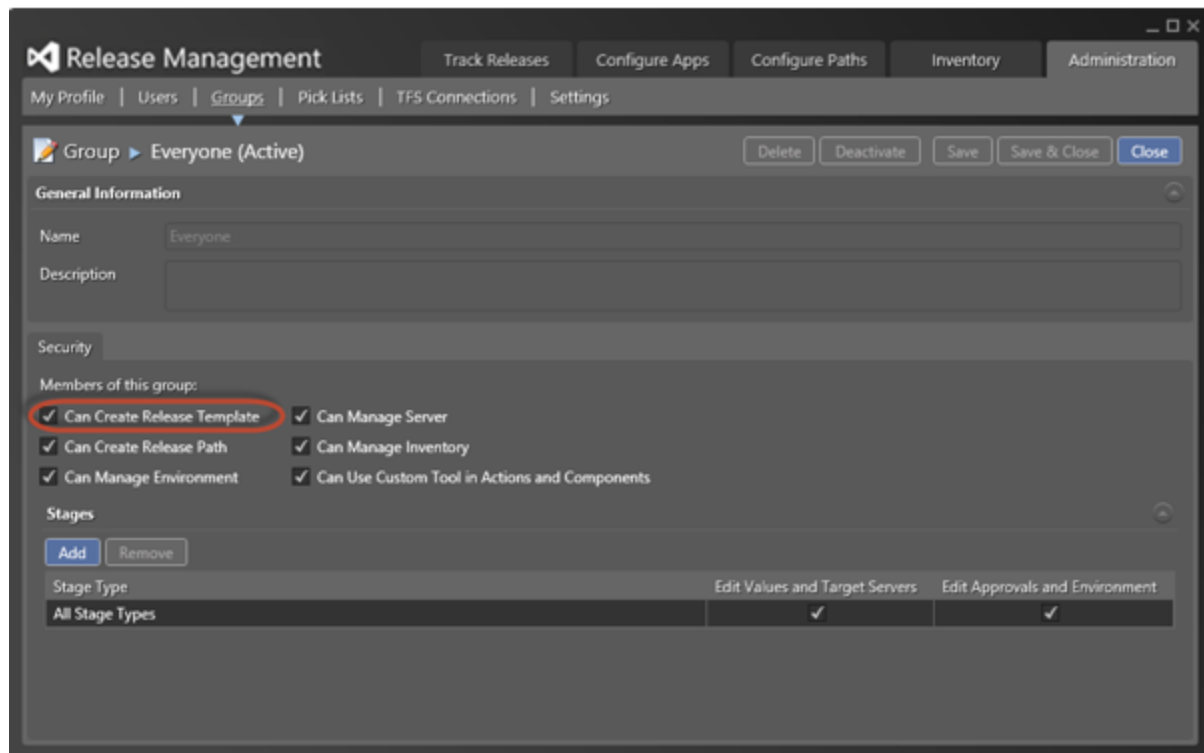 Release Management
Track Releases Configure Apps Configure Paths Inventory Administration
My Profile | Users | Groups | Pick Lists | TFS Connections | Settings
Group ▸ Everyone (Active) Delete Deactivate Save Save & Close Close
General Information
Name Everyone
Description
Security
Members of this group:
Can Create Release Template Can Manage Server
Can Create Release Path Can Manage Inventory
Can Manage Environment Can Use Custom Tool in Actions and Components
Stages
Add Remove
Stage Type Edit Values and Target Servers Edit Approvals and Environment
All Stage Types